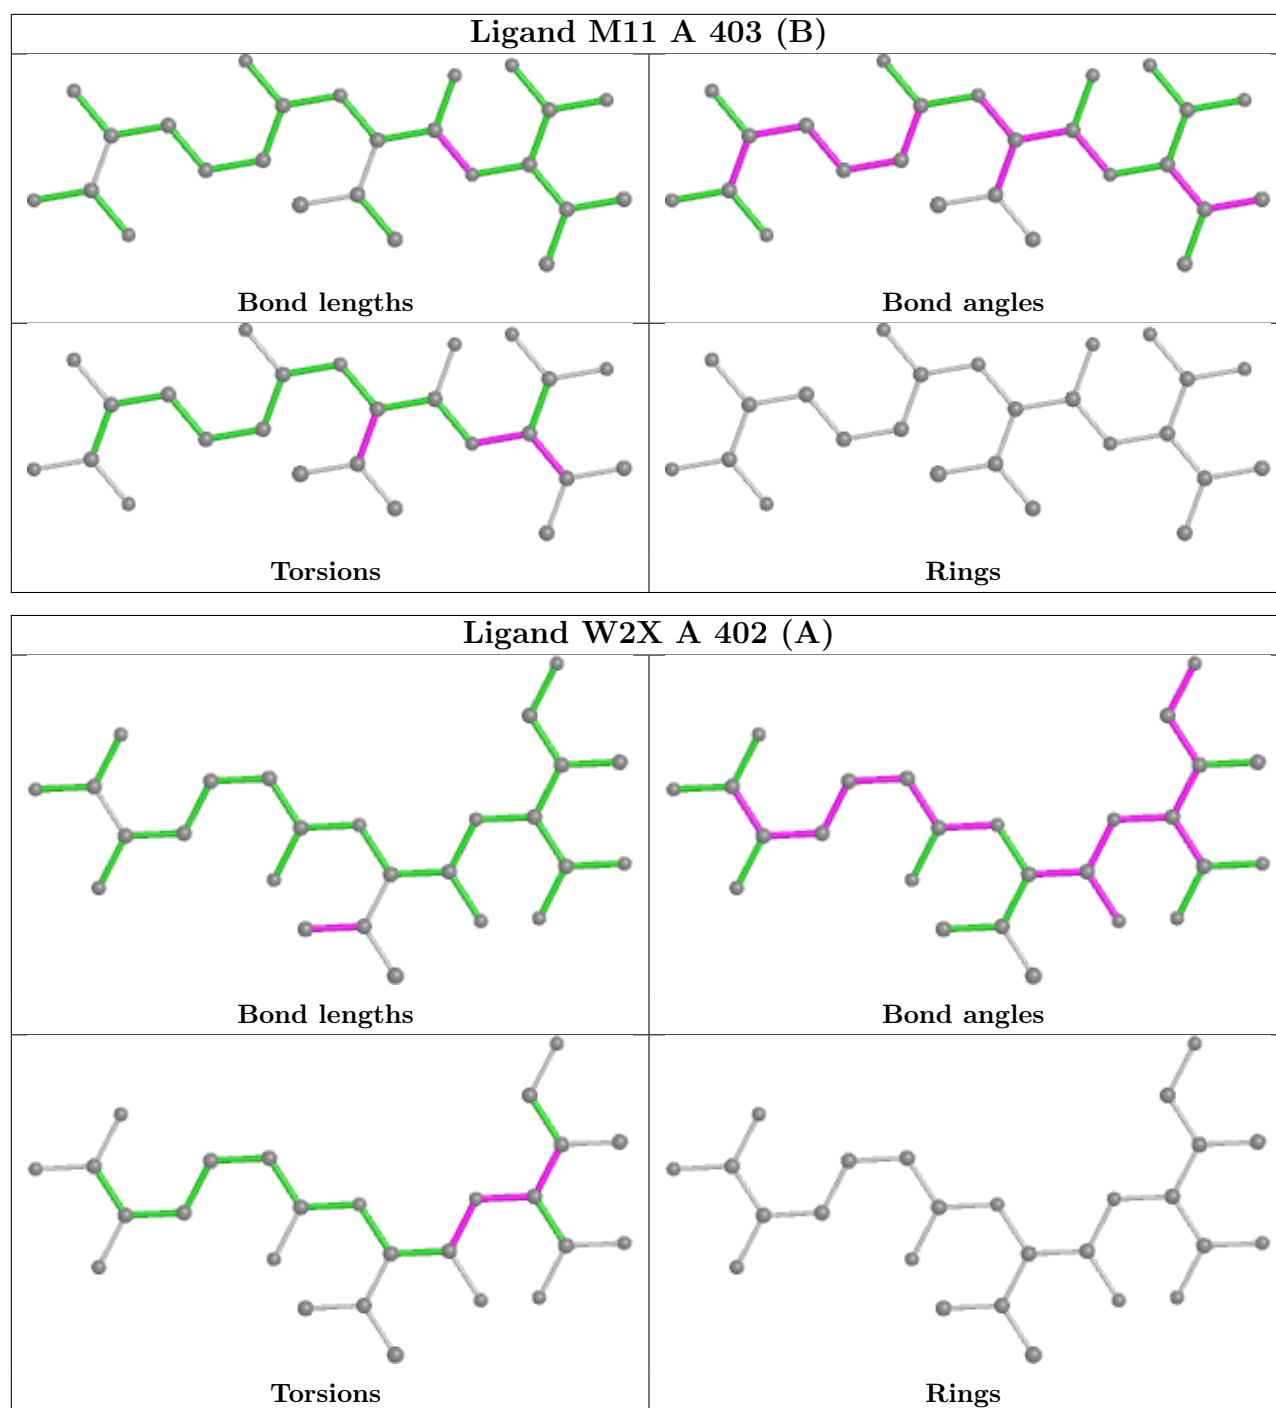 Ligand M11 A 403 (B)
Bond lengths
Bond angles
Torsions
Rings
Ligand W2X A 402 (A)
Bond lengths
Bond angles
Torsions
Rings